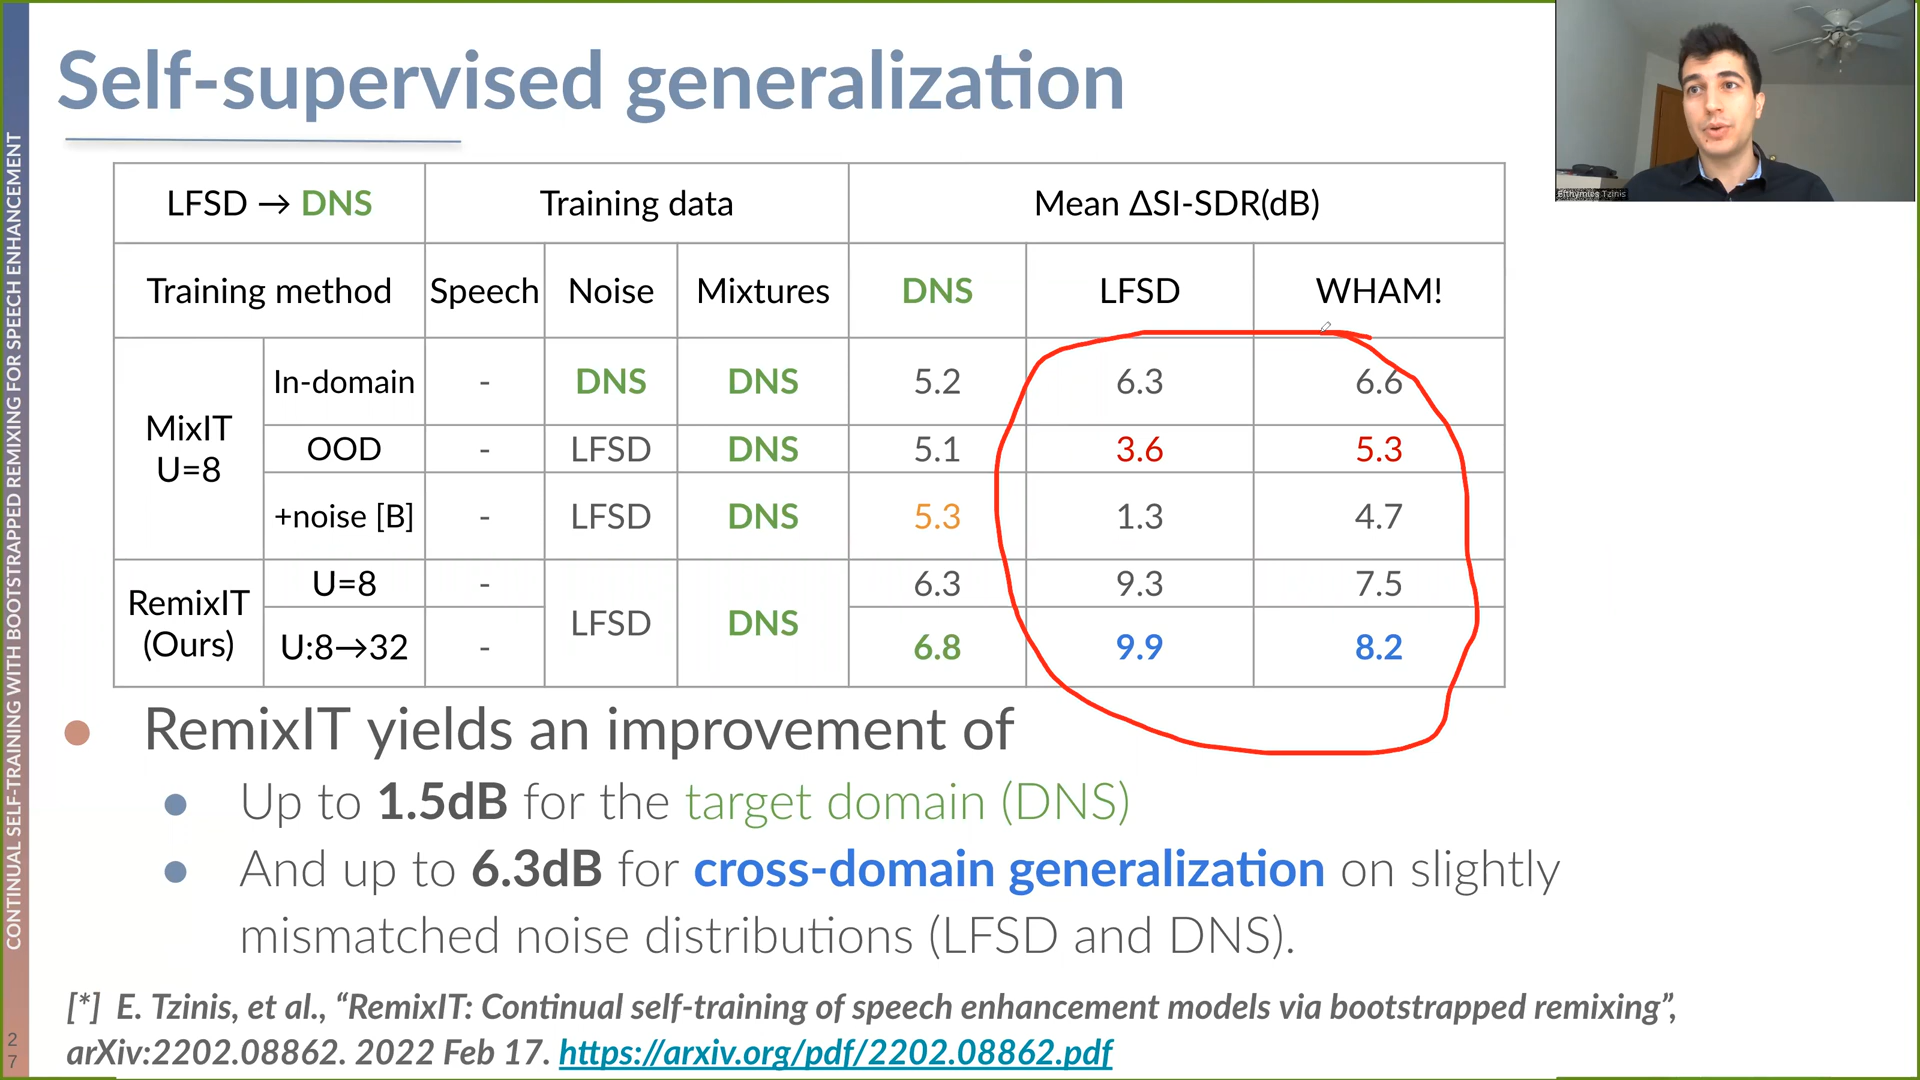 Self-supervised generalization
LFSD → DNS
Training data
Mean ΔSI-SDR(dB)
Training method
Speech
Noise
Mixtures
DNS
LFSD
WHAM!
MixIT
U=8
In-domain
-
DNS
DNS
5.2
6.3
6.6
OOD
-
LFSD
DNS
5.1
3.6
5.3
+noise [B]
-
LFSD
DNS
5.3
1.3
4.7
RemixIT
(Ours)
U=8
-
LFSD
DNS
6.3
9.3
7.5
U:8→32
-
6.8
9.9
8.2
RemixIT yields an improvement of
Up to 1.5dB for the target domain (DNS)
And up to 6.3dB for cross-domain generalization on slightly
mismatched noise distributions (LFSD and DNS).
[*] E. Tzinis, et al., “RemixIT: Continual self-training of speech enhancement models via bootstrapped remixing”,
arXiv:2202.08862. 2022 Feb 17. https://arxiv.org/pdf/2202.08862.pdf
CONTINUAL SELF-TRAINING WITH BOOTSTRAPPED REMIXING FOR SPEECH ENHANCEMENT
27
Efthymios Tzinis